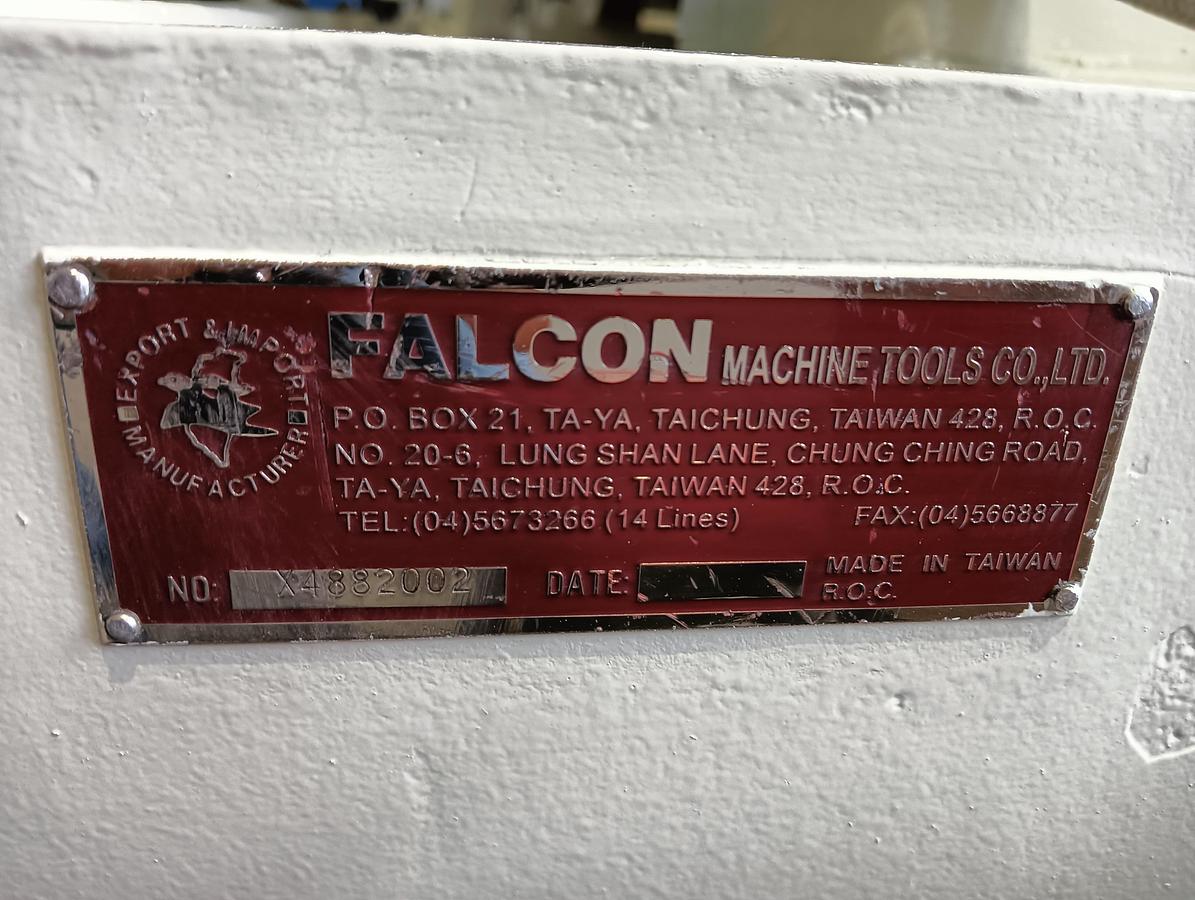 EXPORT & IMPORT
MANUFACTURER
FALCON MACHINE TOOLS CO.,LTD.
P.O. BOX 21, TA-YA, TAICHUNG, TAIWAN 428, R.O.C.
NO. 20-6, LUNG SHAN LANE, CHUNG CHING ROAD,
TA-YA, TAICHUNG, TAIWAN 428, R.O.C.
TEL:(04)5673266 (14 Lines) FAX:(04)5668877
NO: X4882002 DATE: MADE IN TAIWAN
R.O.C.